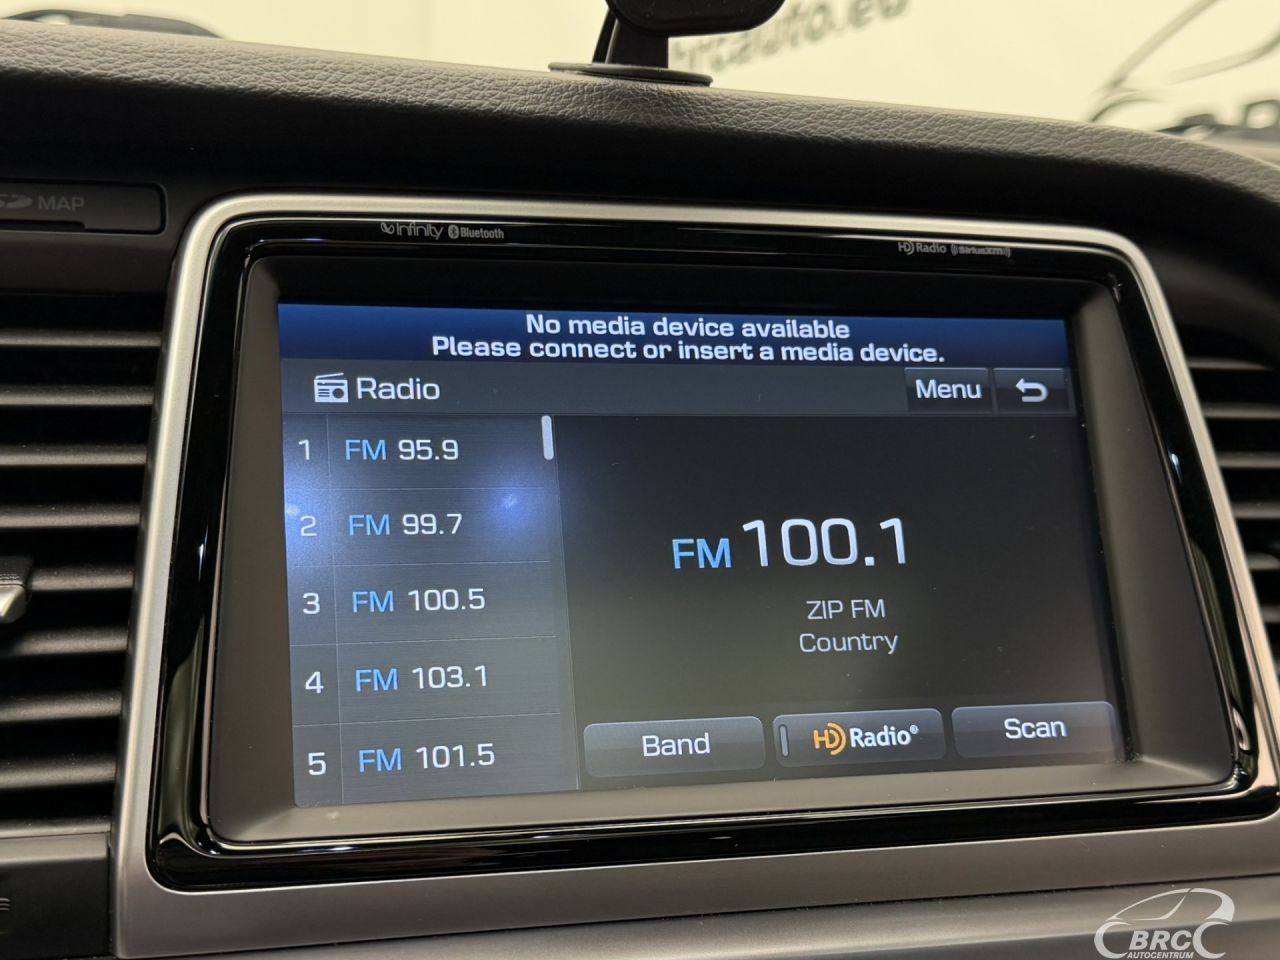 MAP
Infinity Bluetooth
HD Radio SiriusXM
No media device available
Please connect or insert a media device.
Radio
Menu
1 FM 95.9
2 FM 99.7
3 FM 100.5
4 FM 103.1
5 FM 101.5
FM 100.1
ZIP FM
Country
Band
HD Radio®
Scan
BRC
AUTOCENTRUM